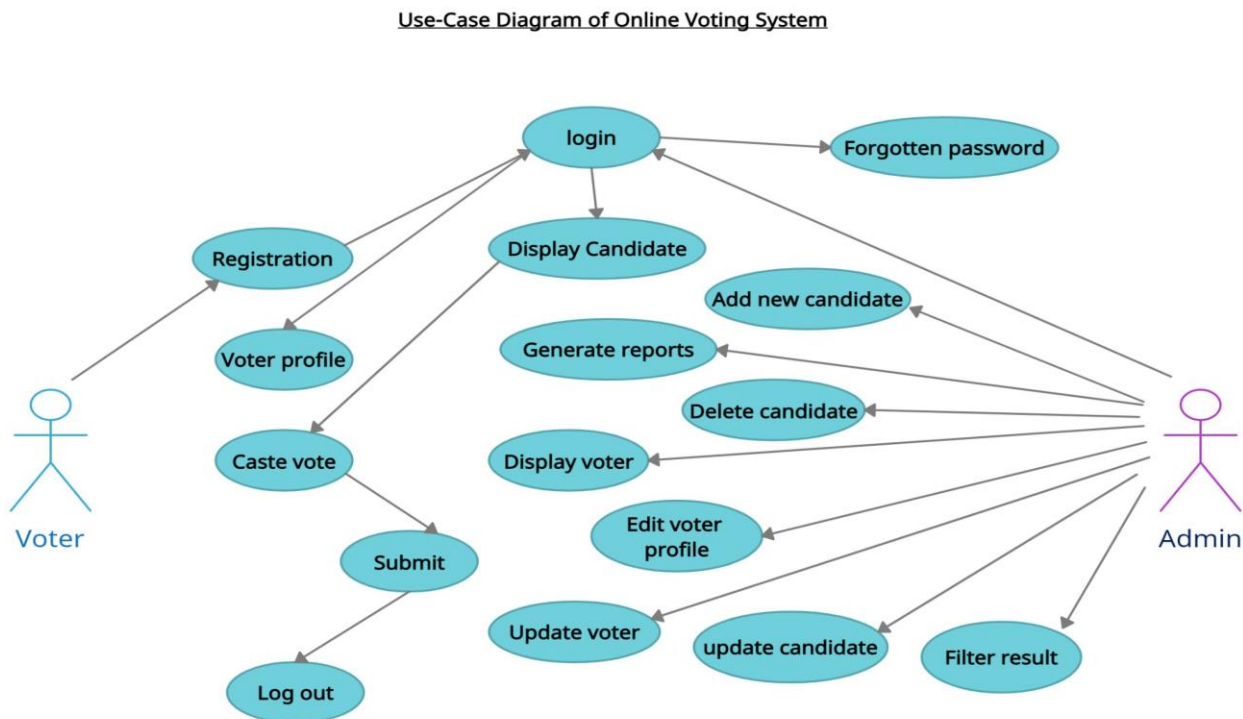 Use-Case Diagram of Online Voting System
login
Forgotten password
Registration
Display Candidate
Add new candidate
Voter profile
Generate reports
Delete candidate
Caste vote
Display voter
Voter
Edit voter
profile
Admin
Submit
Update voter
update candidate
Filter result
Log out